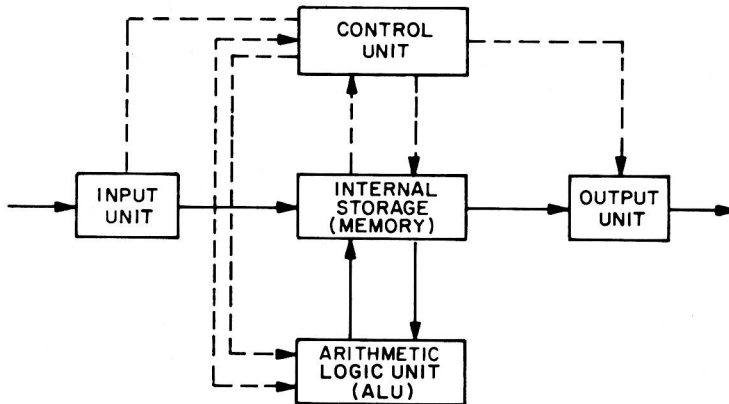 CONTROL
UNIT
INPUT
UNIT
INTERNAL
STORAGE
(MEMORY)
OUTPUT
UNIT
ARITHMETIC
LOGIC UNIT
(ALU)